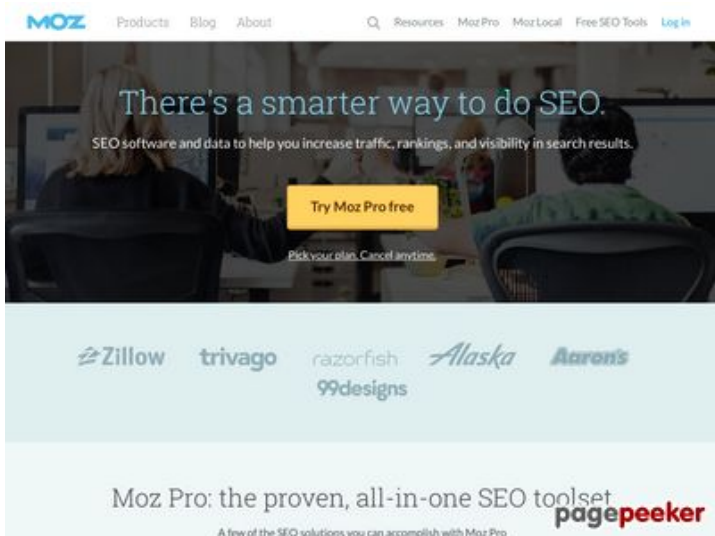 MOZ Products Blog About Resources Moz Pro Moz Local Free SEO Tools Log in
There's a smarter way to do SEO.
SEO software and data to help you increase traffic, rankings, and visibility in search results.
Try Moz Pro free
Pick your plan. Cancel anytime.
Zillow trivago razorfish Alaska Aaron's
99designs
Moz Pro: the proven, all-in-one SEO toolset
A few of the SEO solutions you can accomplish with Moz Pro
pagepeeker